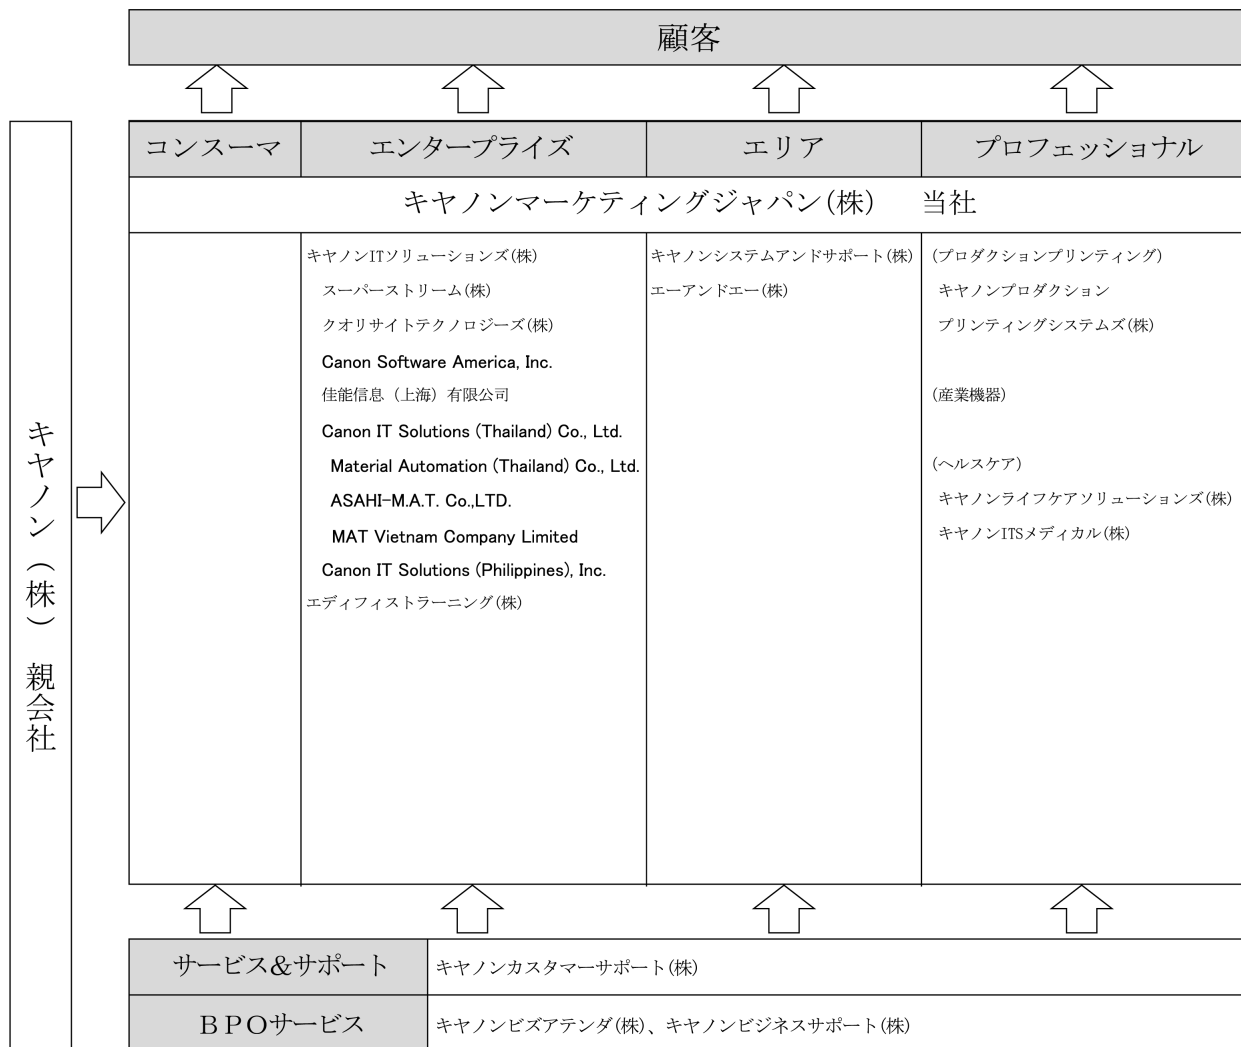 顧客
コンスーマ
エンタープライズ
エリア
プロフェッショナル
キヤノンマーケティングジャパン(株)　当社
キヤノンITソリューションズ(株)
スーパーストリーム(株)
クオリサイトテクノロジーズ(株)
Canon Software America, Inc.
佳能信息（上海）有限公司
Canon IT Solutions (Thailand) Co., Ltd.
Material Automation (Thailand) Co., Ltd.
ASAHI-M.A.T. Co.,LTD.
MAT Vietnam Company Limited
Canon IT Solutions (Philippines), Inc.
エディフィストラーニング(株)
キヤノンシステムアンドサポート(株)
エーアンドエー(株)
(プロダクションプリンティング)
キヤノンプロダクション
プリンティングシステムズ(株)
(産業機器)
(ヘルスケア)
キヤノンライフケアソリューションズ(株)
キヤノンITSメディカル(株)
キヤノン（株）　親会社
サービス&サポート
キヤノンカスタマーサポート(株)
ＢＰＯサービス
キヤノンビズアテンダ(株)、キヤノンビジネスサポート(株)